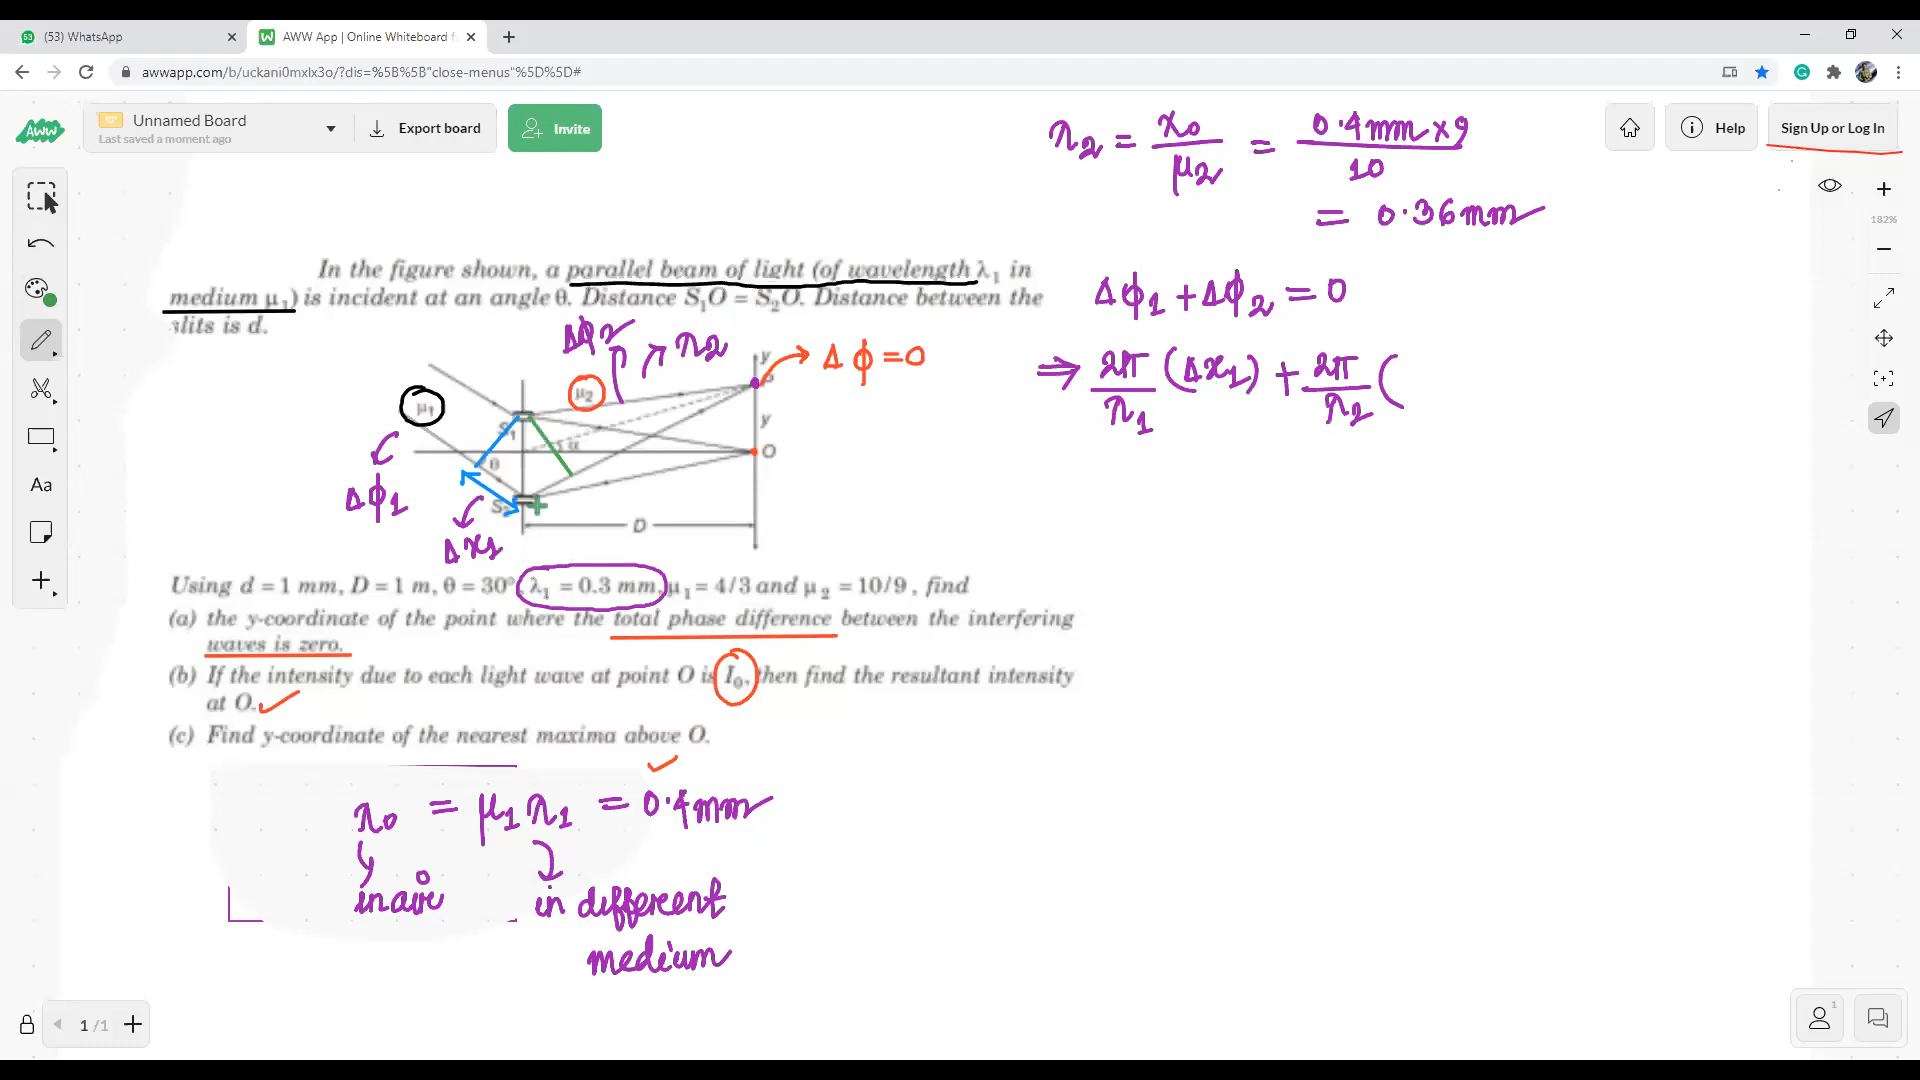 (53) WhatsApp
AWW App | Online Whiteboard f
awwapp.com/b/uckani0mxlx3o/?dis=%5B%5B"close-menus"%5D%5D#
AWW
Unnamed Board
Last saved a moment ago
Export board
Invite
Help
Sign Up or Log In
182%
Aa
λ2 = λ0/μ2 = 0.4mm×9/10
= 0.36mm
In the figure shown, a parallel beam of light (of wavelength λ₁ in
medium μ₁) is incident at an angle θ. Distance S₁O = S₂O. Distance between the
slits is d.
Δφ1 + Δφ2 = 0
⇒ 2π/λ1 (Δx1) + 2π/λ2 (
Δφ2
λ2
Δφ = 0
μ₁
μ₂
y
S₁
α
y
θ
O
Δφ1
S
D
Δx1
Using d = 1 mm, D = 1 m, θ = 30°, λ₁ = 0.3 mm, μ₁ = 4/3 and μ₂ = 10/9, find
(a) the y-coordinate of the point where the total phase difference between the interfering
waves is zero.
(b) If the intensity due to each light wave at point O is I₀, then find the resultant intensity
at O.
(c) Find y-coordinate of the nearest maxima above O.
λ0 = μ1 λ1 = 0.4mm
in air
in different
medium
1 /1
1